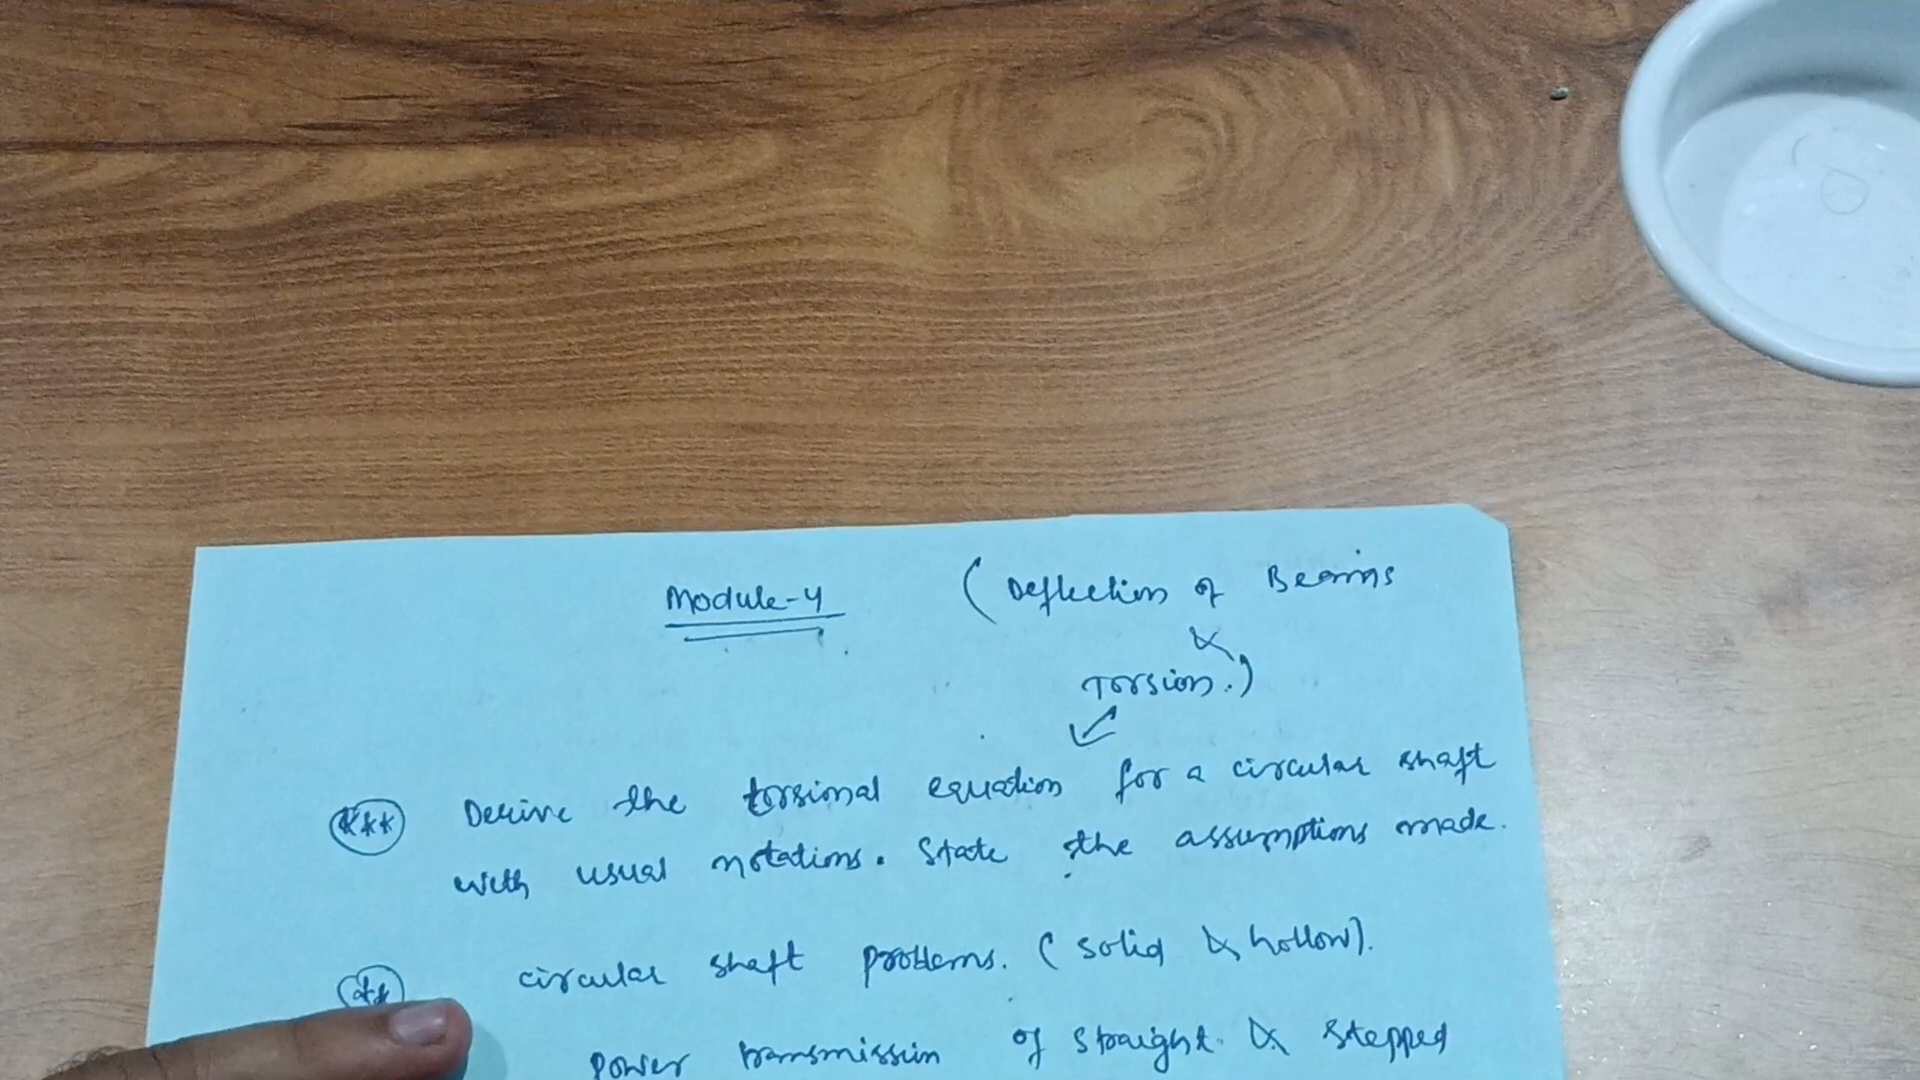 Module-4 (Deflection of Beams
&
Torsion.)
*** Derive the torsional equation for a circular shaft
with usual notations. State the assumptions made.
** circular shaft problems. (solid & hollow).
Power transmission of straight & stepped